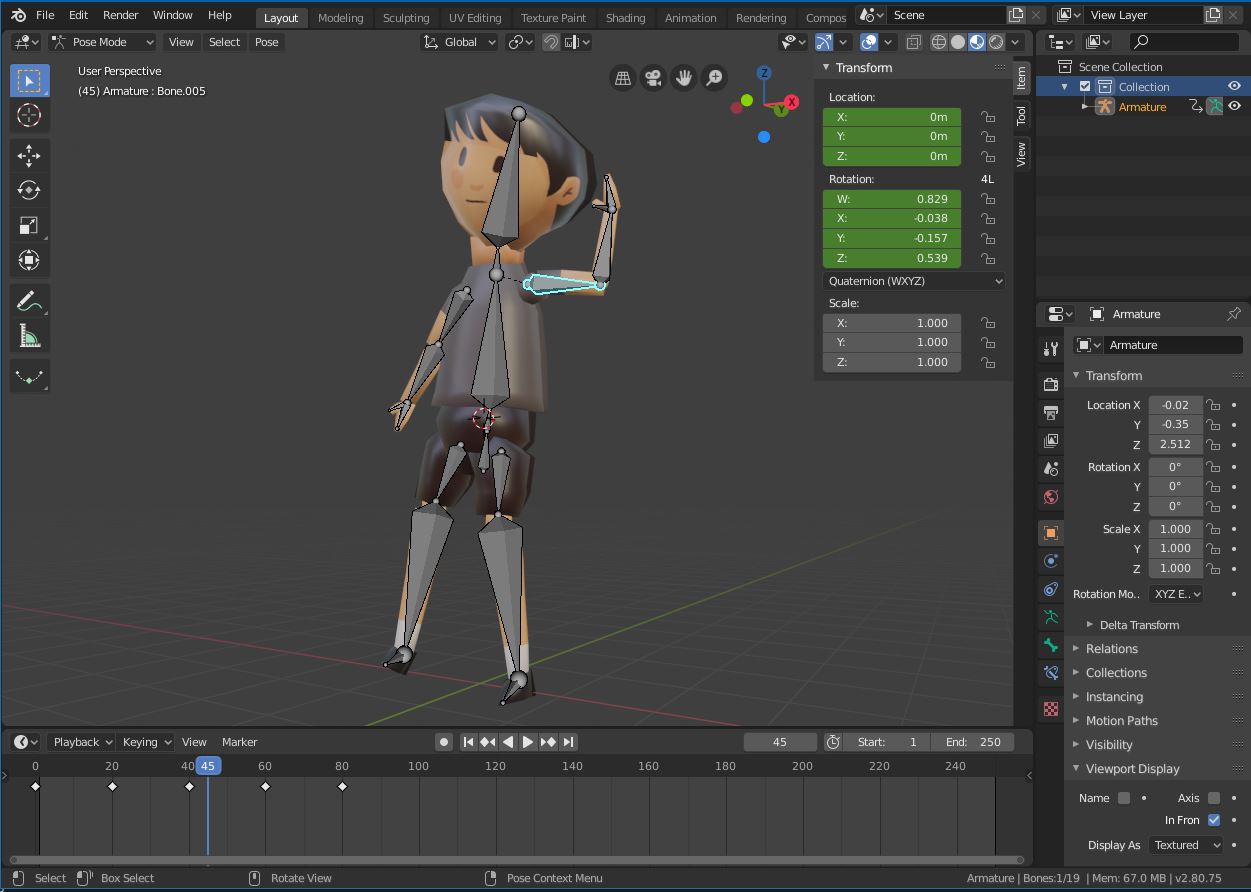 File Edit Render Window Help Layout Modeling Sculpting UV Editing Texture Paint Shading Animation Rendering Compos Scene View Layer
Pose Mode View Select Pose Global
User Perspective
(45) Armature : Bone.005
Z
X
Y
Transform
Location:
X: 0m
Y: 0m
Z: 0m
Rotation: 4L
W: 0.829
X: -0.038
Y: -0.157
Z: 0.539
Quaternion (WXYZ)
Scale:
X: 1.000
Y: 1.000
Z: 1.000
Item
Tool
View
Scene Collection
Collection
Armature
Armature
Armature
Transform
Location X -0.02
Y -0.35
Z 2.512
Rotation X 0°
Y 0°
Z 0°
Scale X 1.000
Y 1.000
Z 1.000
Rotation Mo.. XYZ E..
Delta Transform
Relations
Collections
Instancing
Motion Paths
Visibility
Viewport Display
Name Axis
In Fron
Display As Textured
Playback Keying View Marker 45 Start: 1 End: 250
0 20 40 45 60 80 100 120 140 160 180 200 220 240
Select Box Select Rotate View Pose Context Menu Armature | Bones:1/19 | Mem: 67.0 MB | v2.80.75